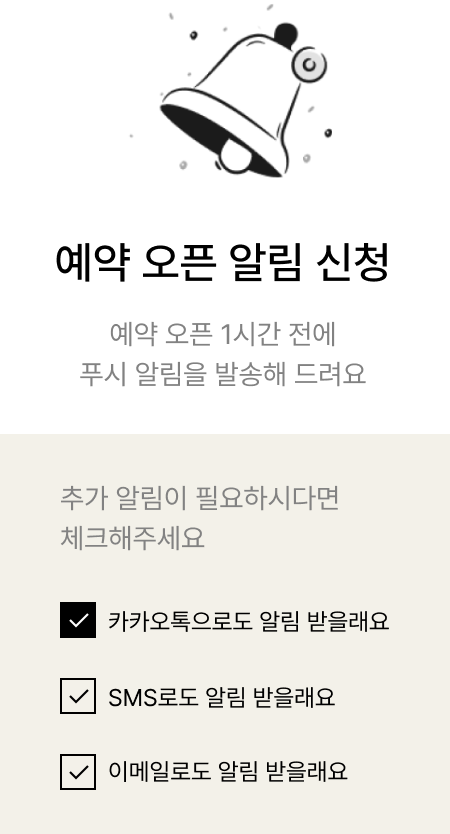 예약 오픈 알림 신청
예약 오픈 1시간 전에
푸시 알림을 발송해 드려요
추가 알림이 필요하시다면
체크해주세요
카카오톡으로도 알림 받을래요
SMS로도 알림 받을래요
이메일로도 알림 받을래요